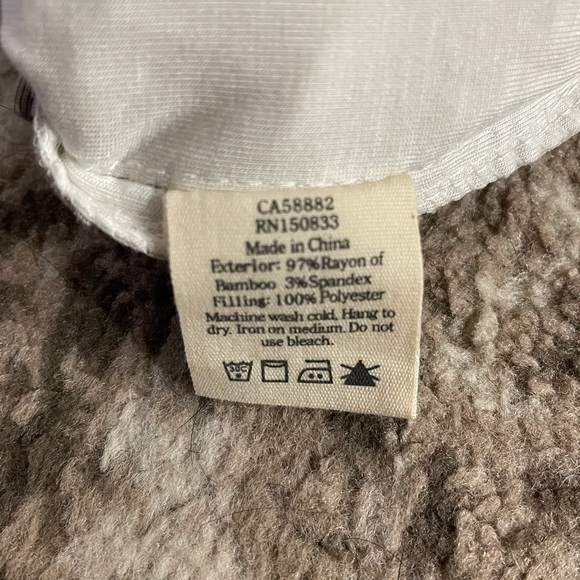 CA58882
RN150833
Made in China
Exterior: 97%Rayon of
Bamboo 3%Spandex
Filling: 100% Polyester
Machine wash cold. Hang to
dry. Iron on medium. Do not
use bleach.
30C